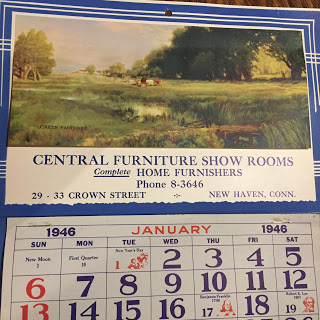 GREEN PASTURES
CENTRAL FURNITURE SHOW ROOMS
Complete HOME FURNISHERS
Phone 8-3646
29 - 33 CROWN STREET -:- NEW HAVEN, CONN.
1946 JANUARY 1946
SUN MON TUE WED THU FRI SAT
New Moon 3 First Quarter 10 New Year's Day 1 2 3 4 5
6 7 8 9 10 11 12
Benjamin Franklin 1706 Robert E. Lee 1807
13 14 15 16 17 18 19